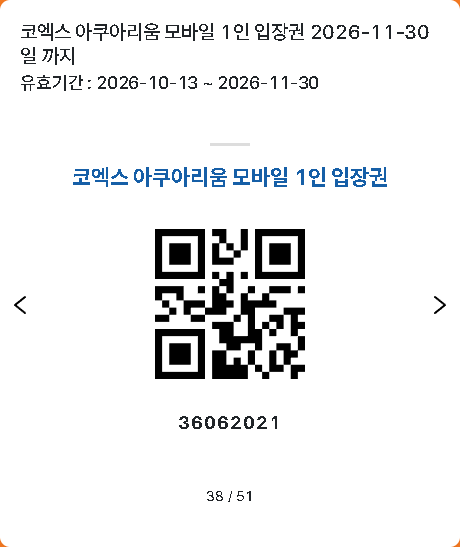 코엑스 아쿠아리움 모바일 1인 입장권 2026-11-30
일 까지
유효기간 : 2026-10-13 ~ 2026-11-30
코엑스 아쿠아리움 모바일 1인 입장권
36062021
38 / 51